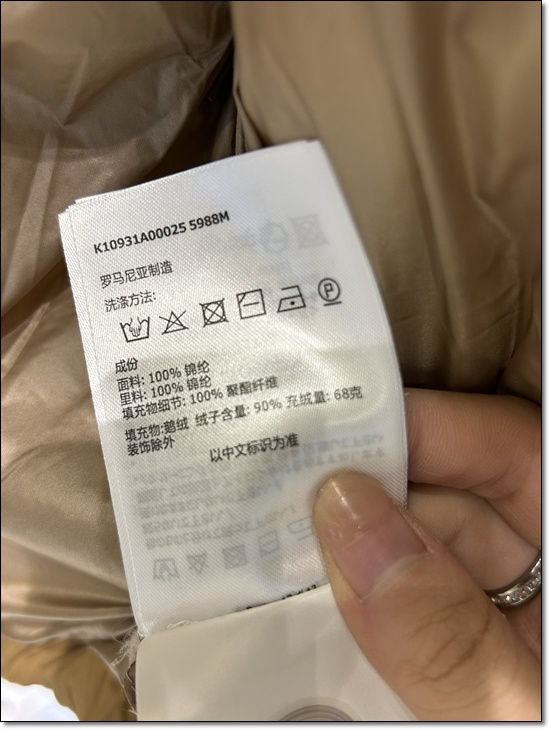 K10931A00025 5988M
罗马尼亚制造
洗涤方法:
P
成份
面料: 100% 锦纶
里料: 100% 锦纶
填充物细节: 100% 聚酯纤维
填充物:鹅绒 绒子含量: 90% 充绒量: 68克
装饰除外
以中文标识为准